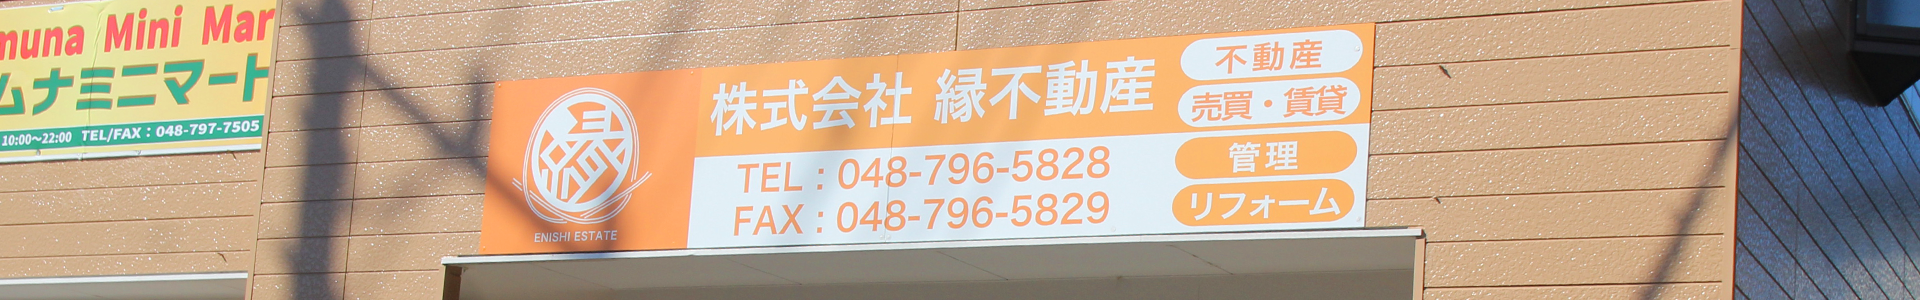 muna Mini Mar
ムナミニマート
10:00～22:00 TEL/FAX：048-797-7505
縁
ENISHI ESTATE
株式会社 縁不動産
TEL：048-796-5828
FAX：048-796-5829
不動産
売買・賃貸
管理
リフォーム